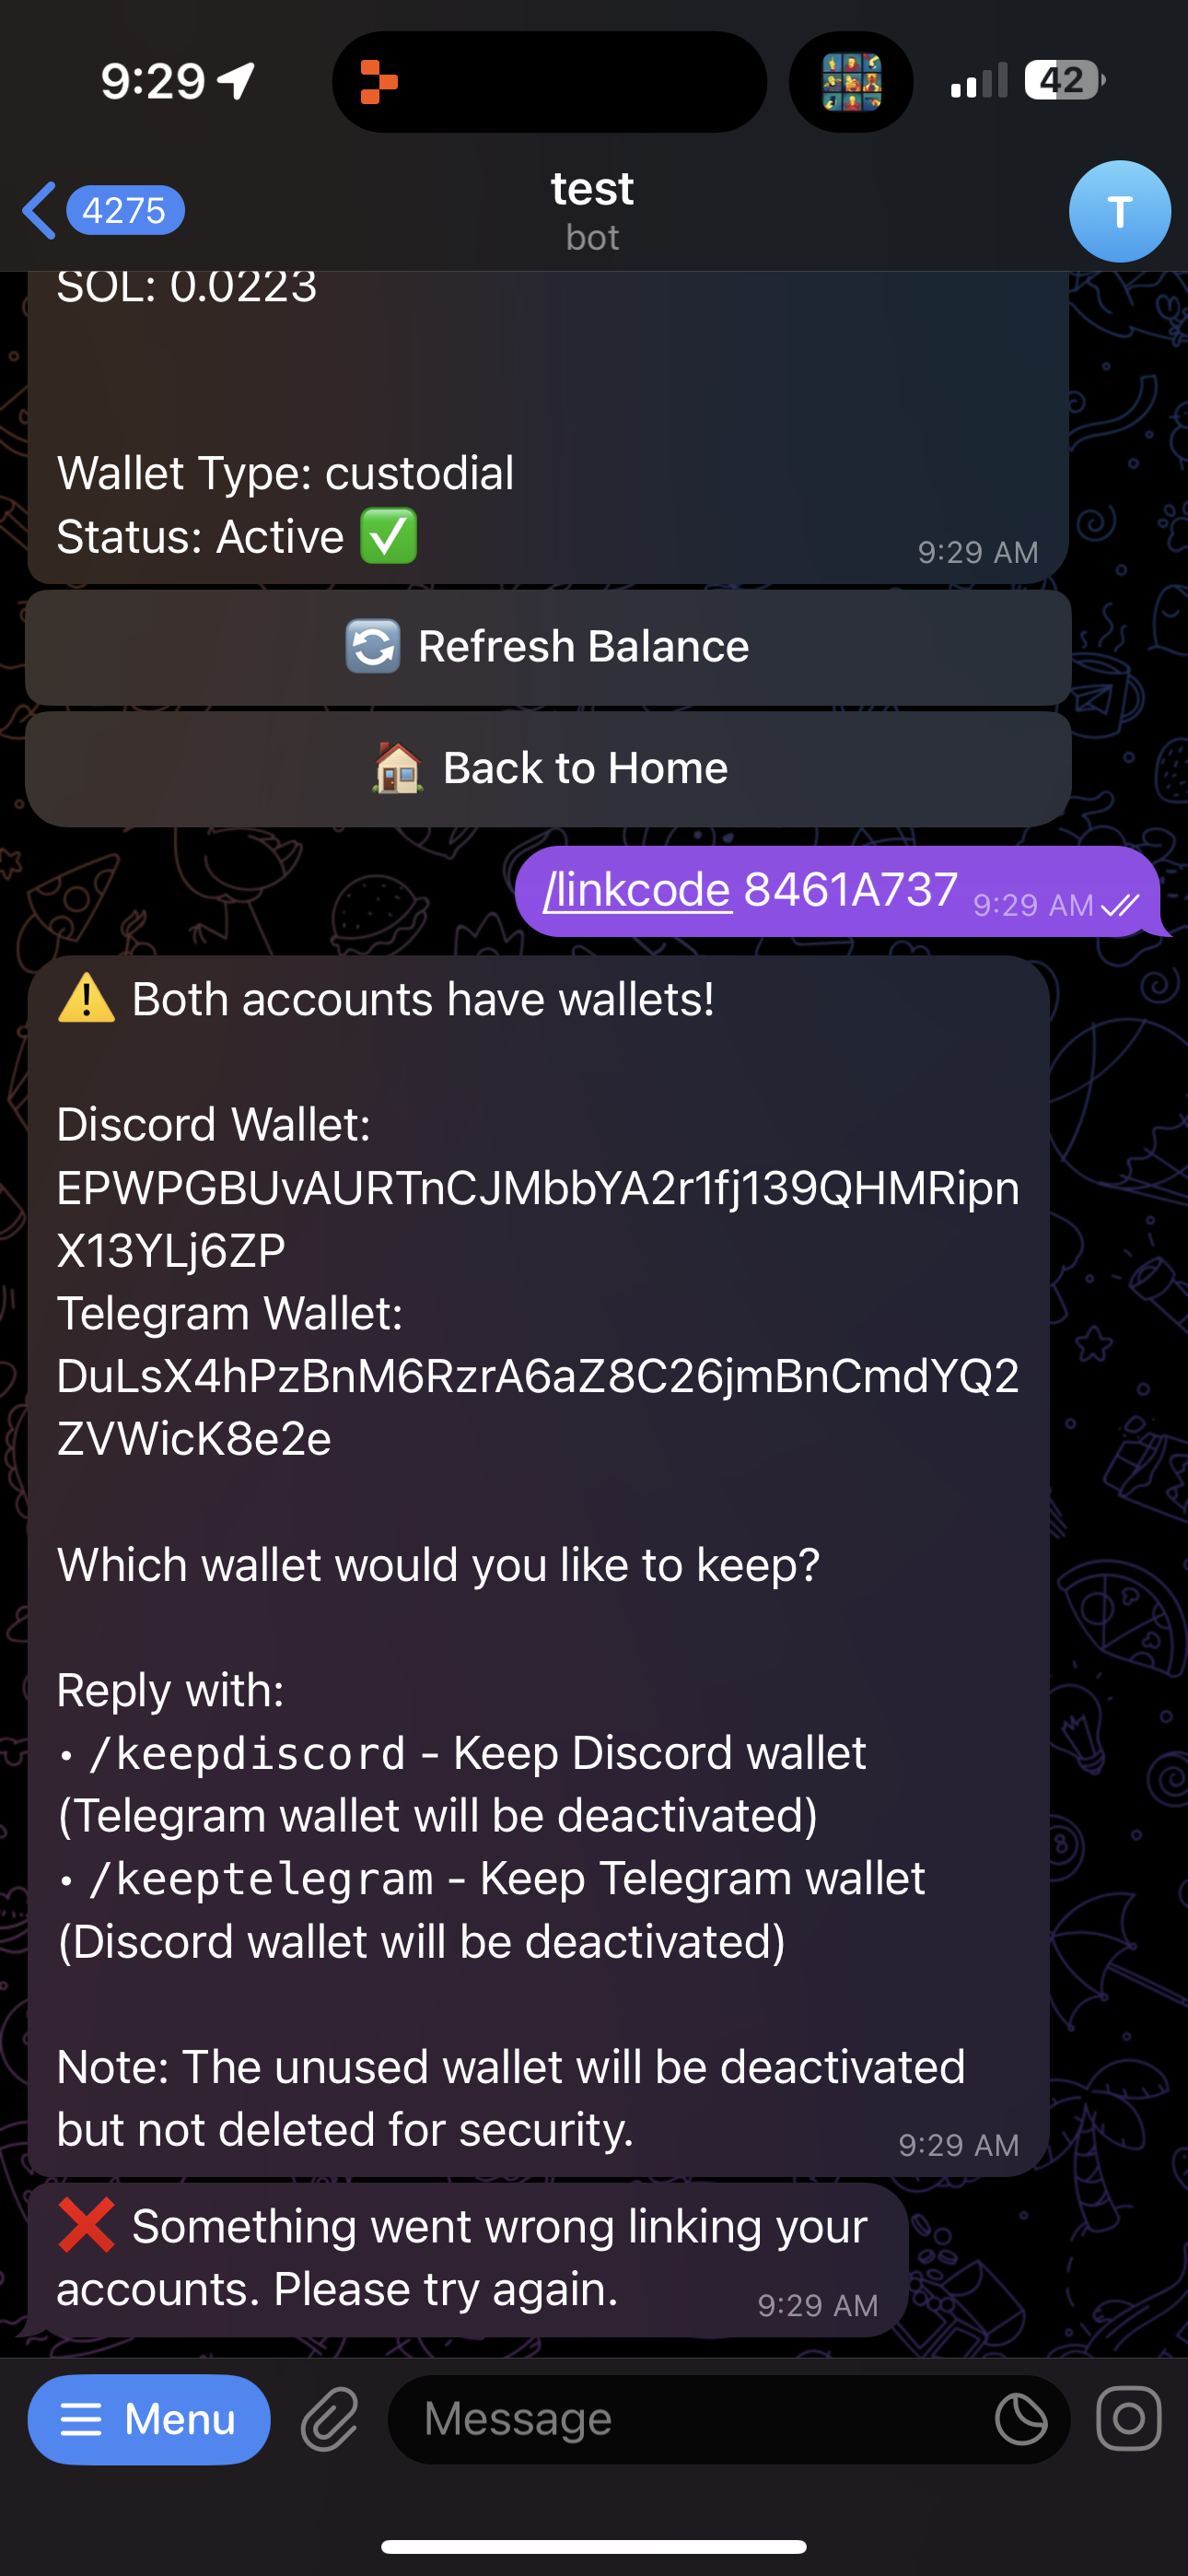 9:29
42
4275
test
bot
T
SOL: 0.0223
Wallet Type: custodial
Status: Active ✅
9:29 AM
🔄 Refresh Balance
🏠 Back to Home
/linkcode 8461A737 9:29 AM
⚠️ Both accounts have wallets!
Discord Wallet:
EPWPGBUvAURTnCJMbbYA2r1fj139QHMRipn
X13YLj6ZP
Telegram Wallet:
DuLsX4hPzBnM6RzrA6aZ8C26jmBnCmdYQ2
ZVWicK8e2e
Which wallet would you like to keep?
Reply with:
• /keepdiscord - Keep Discord wallet
(Telegram wallet will be deactivated)
• /keeptelegram - Keep Telegram wallet
(Discord wallet will be deactivated)
Note: The unused wallet will be deactivated
but not deleted for security.
9:29 AM
❌ Something went wrong linking your
accounts. Please try again.
9:29 AM
Menu
Message